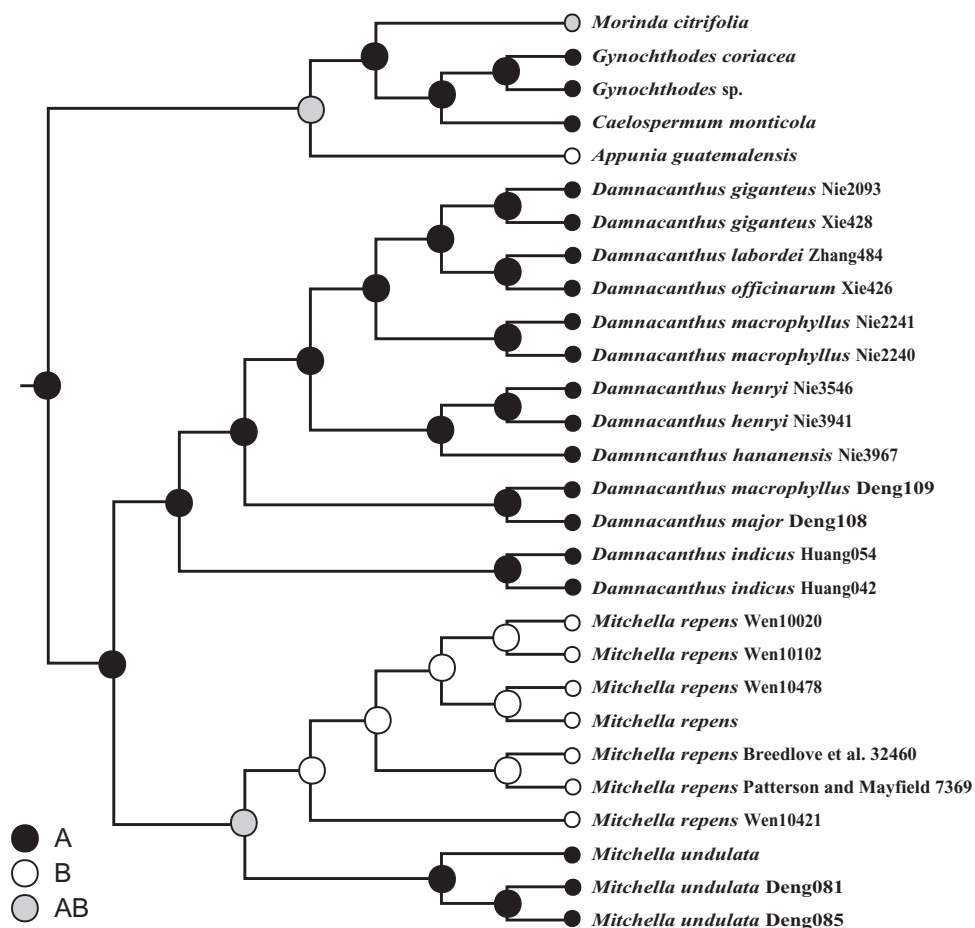 Morinda citrifolia
Gynochthodes coriacea
Gynochthodes sp.
Caelospermum monticola
Appunia guatemalensis
Damnacanthus giganteus Nie2093
Damnacanthus giganteus Xie428
Damnacanthus labordei Zhang484
Damnacanthus officinarum Xie426
Damnacanthus macrophyllus Nie2241
Damnacanthus macrophyllus Nie2240
Damnacanthus henryi Nie3546
Damnacanthus henryi Nie3941
Damnncanthus hananensis Nie3967
Damnacanthus macrophyllus Deng109
Damnacanthus major Deng108
Damnacanthus indicus Huang054
Damnacanthus indicus Huang042
Mitchella repens Wen10020
Mitchella repens Wen10102
Mitchella repens Wen10478
Mitchella repens
Mitchella repens Breedlove et al. 32460
Mitchella repens Patterson and Mayfield 7369
Mitchella repens Wen10421
Mitchella undulata
Mitchella undulata Deng081
Mitchella undulata Deng085
A
B
AB